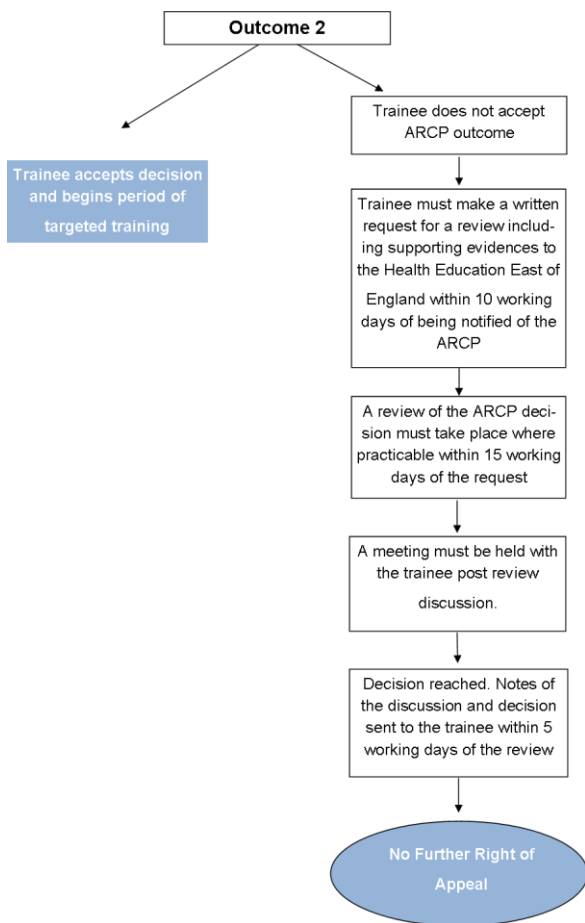 Outcome 2
Trainee accepts decision
and begins period of
targeted training
Trainee does not accept
ARCP outcome
Trainee must make a written
request for a review includ-
ing supporting evidences to
the Health Education East of
England within 10 working
days of being notified of the
ARCP
A review of the ARCP deci-
sion must take place where
practicable within 15 working
days of the request
A meeting must be held with
the trainee post review
discussion.
Decision reached. Notes of
the discussion and decision
sent to the trainee within 5
working days of the review
No Further Right of
Appeal